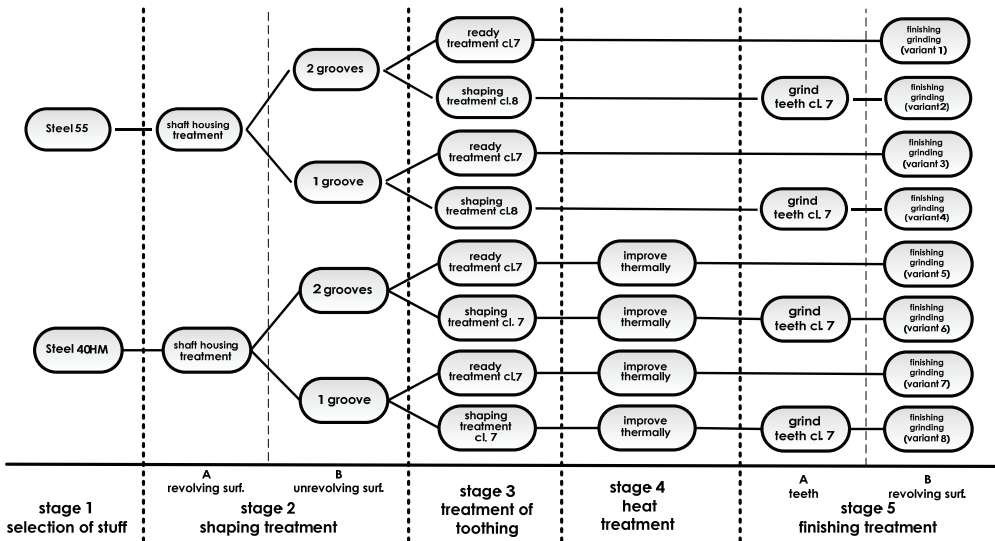 Steel 55
shaft housing
treatment
2 grooves
1 groove
ready
treatment cl.7
shaping
treatment cl.8
ready
treatment cl.7
shaping
treatment cl.8
grind
teeth cl. 7
grind
teeth cl. 7
finishing
grinding
(variant 1)
finishing
grinding
(variant 2)
finishing
grinding
(variant 3)
finishing
grinding
(variant 4)
Steel 40HM
shaft housing
treatment
2 grooves
1 groove
ready
treatment cl.7
shaping
treatment cl. 7
ready
treatment cl.7
shaping
treatment
cl. 7
improve
thermally
improve
thermally
improve
thermally
improve
thermally
grind
teeth cl. 7
grind
teeth cl. 7
finishing
grinding
(variant 5)
finishing
grinding
(variant 6)
finishing
grinding
(variant 7)
finishing
grinding
(variant 8)
stage 1
selection of stuff
A
revolving surf.
B
unrevolving surf.
stage 2
shaping treatment
stage 3
treatment of
toothing
stage 4
heat
treatment
A
teeth
B
revolving surf.
stage 5
finishing treatment